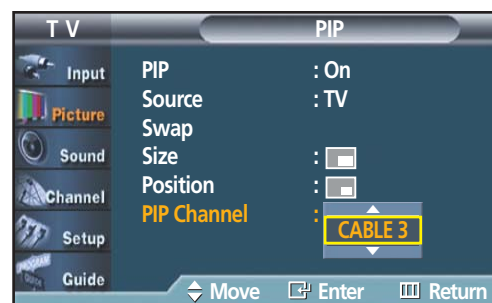 TV PIP
Input
Picture
Sound
Channel
Setup
Guide
PIP : On
Source : TV
Swap
Size :
Position :
PIP Channel : CABLE 3
Move Enter Return